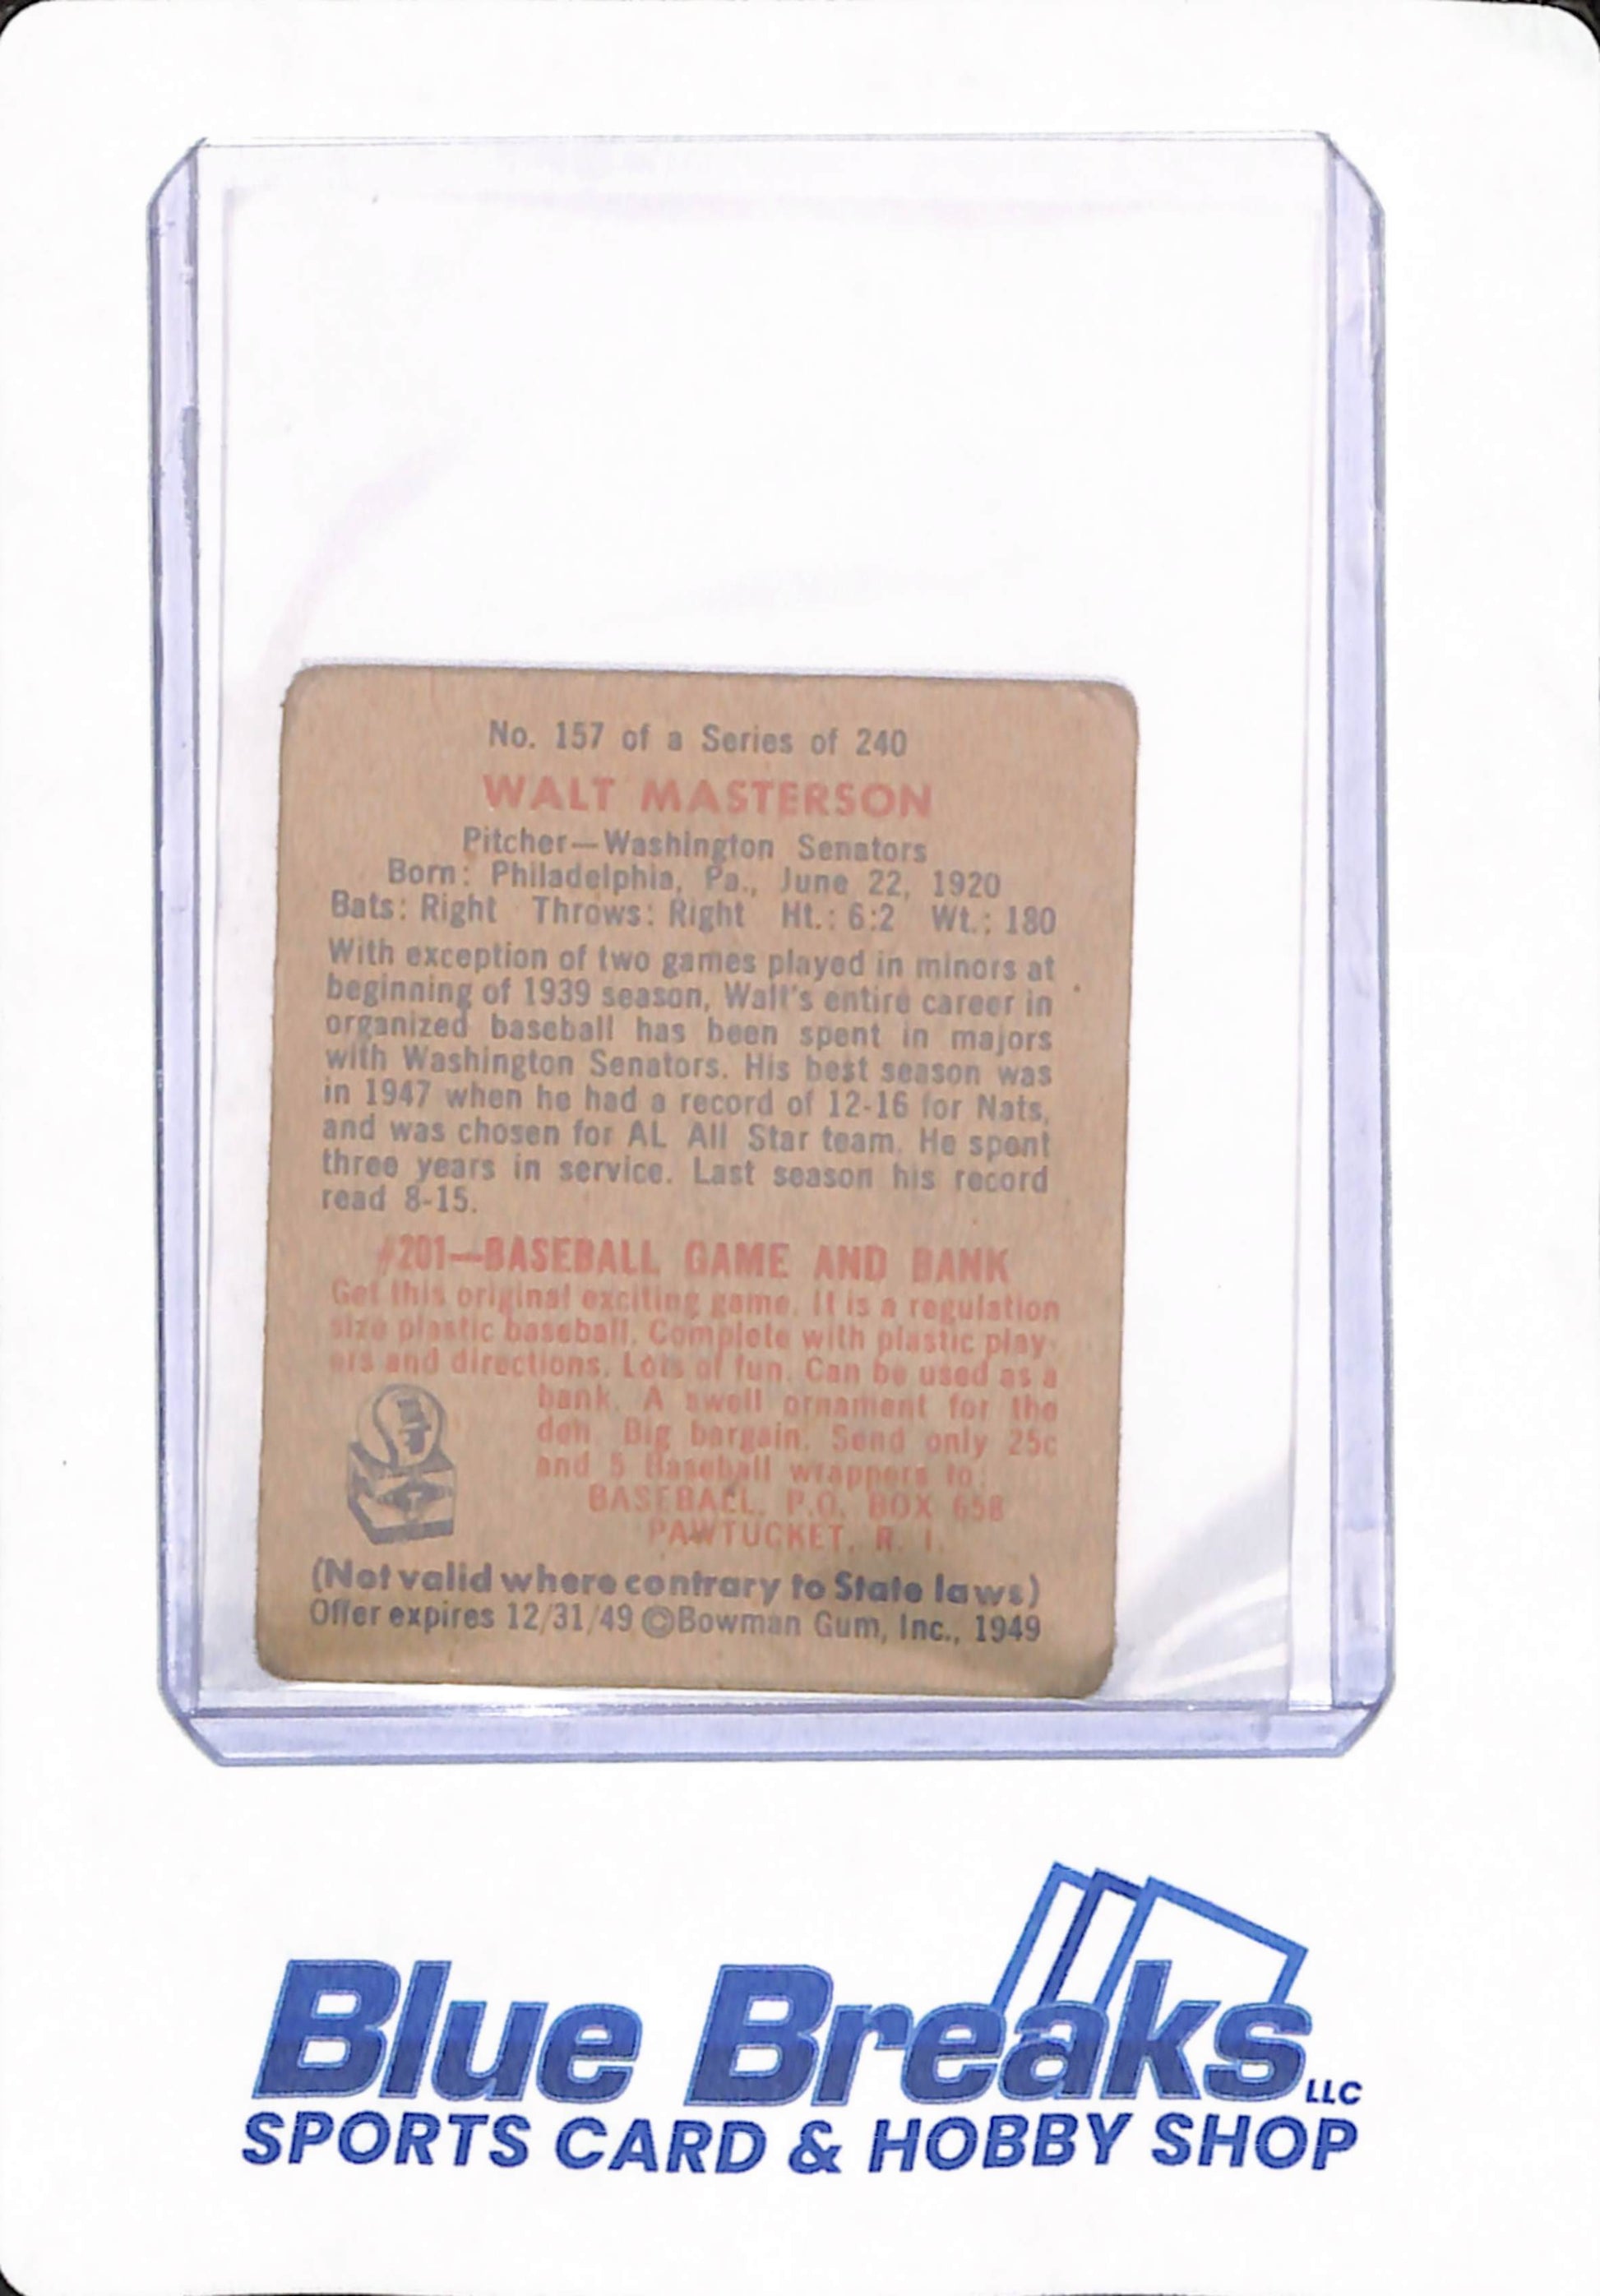 No. 157 of a Series of 240
WALT MASTERSON
Pitcher—Washington Senators
Born: Philadelphia, Pa., June 22, 1920
Bats: Right Throws: Right Ht.: 6:2 Wt.: 180
With exception of two games played in minors at
beginning of 1939 season, Walt's entire career in
organized baseball has been spent in majors
with Washington Senators. His best season was
in 1947 when he had a record of 12-16 for Nats,
and was chosen for AL All Star team. He spent
three years in service. Last season his record
read 8-15.
#201—BASEBALL GAME AND BANK
Get this original exciting game. It is a regulation
size plastic baseball. Complete with plastic play-
ers and directions. Lots of fun. Can be used as a
bank. A swell ornament for the
den. Big bargain. Send only 25c
and 5 Baseball wrappers to:
BASEBALL, P.O. BOX 658
PAWTUCKET, R. I.
(Not valid where contrary to State laws)
Offer expires 12/31/49 ©Bowman Gum, Inc., 1949
Blue Breaks LLC
SPORTS CARD & HOBBY SHOP